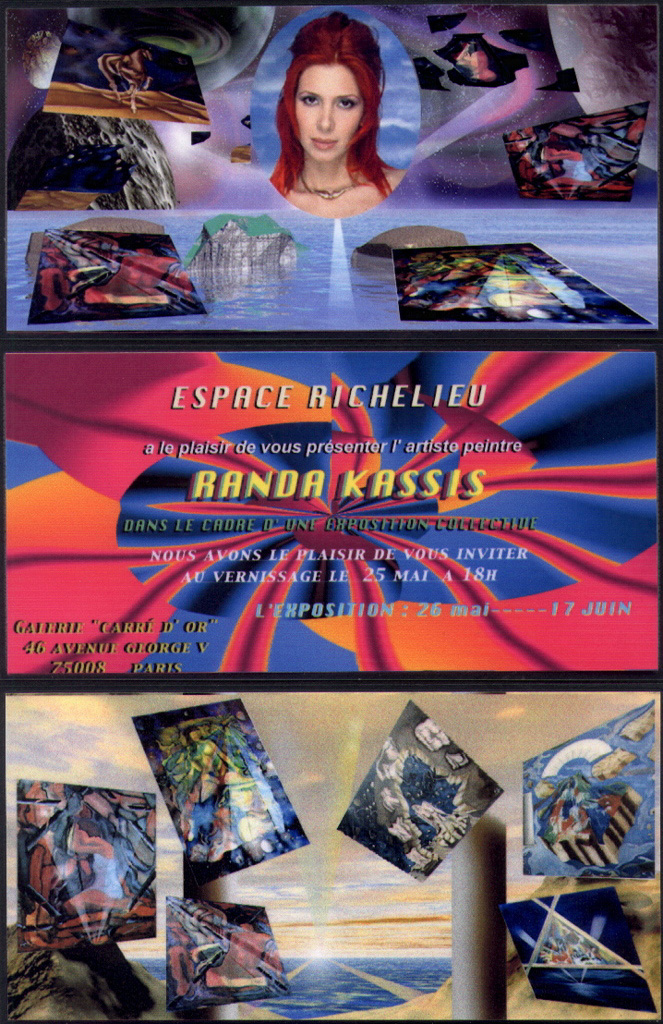 ESPACE RICHELIEU
a le plaisir de vous présenter l' artiste peintre
RANDA KASSIS
DANS LE CADRE D' UNE EXPOSITION COLLECTIVE
NOUS AVONS LE PLAISIR DE VOUS INVITER
AU VERNISSAGE LE 25 MAI A 18H
L'EXPOSITION : 26 mai-----17 JUIN
GALERIE "CARRÉ D' OR"
46 AVENUE GEORGE V
75008 PARIS